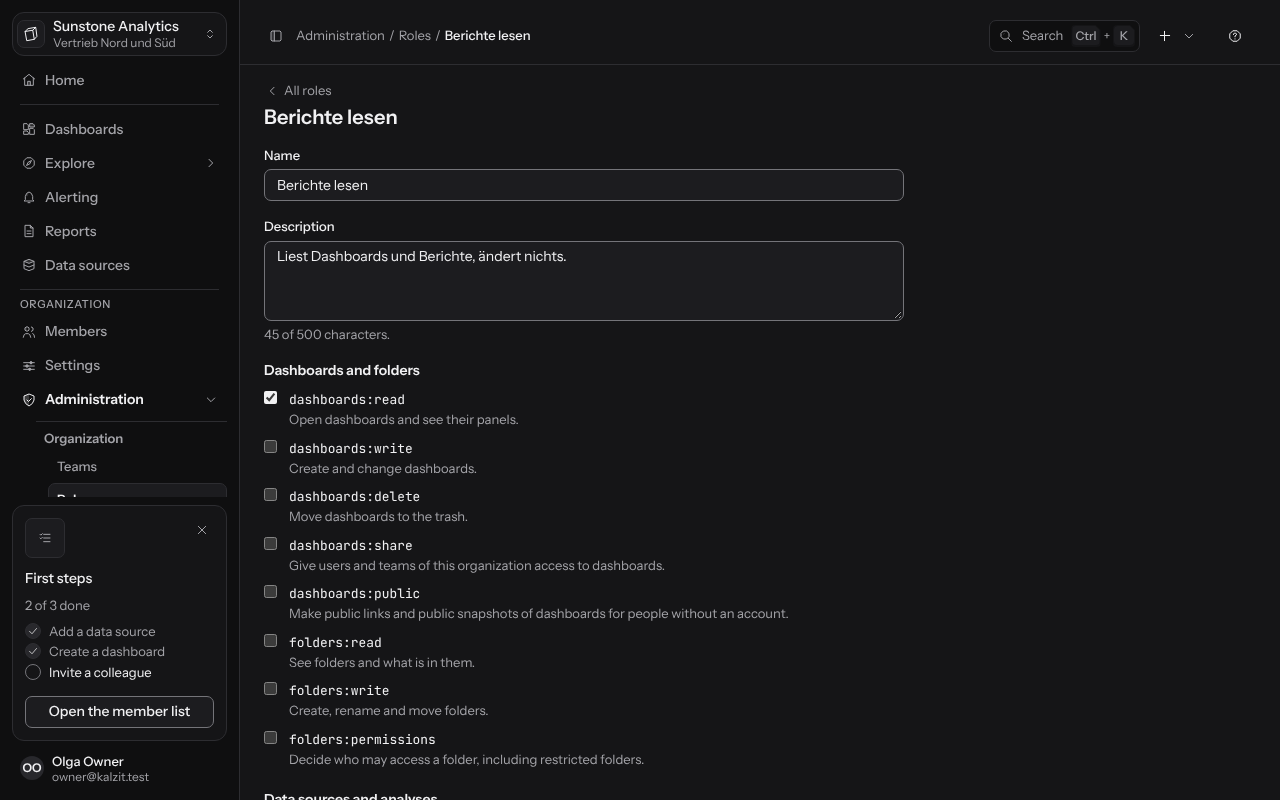 Sunstone Analytics
Vertrieb Nord und Süd
Home
Dashboards
Explore
Alerting
Reports
Data sources
ORGANIZATION
Members
Settings
Administration
Organization
Teams
First steps
2 of 3 done
Add a data source
Create a dashboard
Invite a colleague
Open the member list
OO
Olga Owner
owner@kalzit.test
Administration / Roles / Berichte lesen
Search Ctrl + K
All roles
Berichte lesen
Name
Berichte lesen
Description
Liest Dashboards und Berichte, ändert nichts.
45 of 500 characters.
Dashboards and folders
dashboards:read
Open dashboards and see their panels.
dashboards:write
Create and change dashboards.
dashboards:delete
Move dashboards to the trash.
dashboards:share
Give users and teams of this organization access to dashboards.
dashboards:public
Make public links and public snapshots of dashboards for people without an account.
folders:read
See folders and what is in them.
folders:write
Create, rename and move folders.
folders:permissions
Decide who may access a folder, including restricted folders.
Data sources and analyses